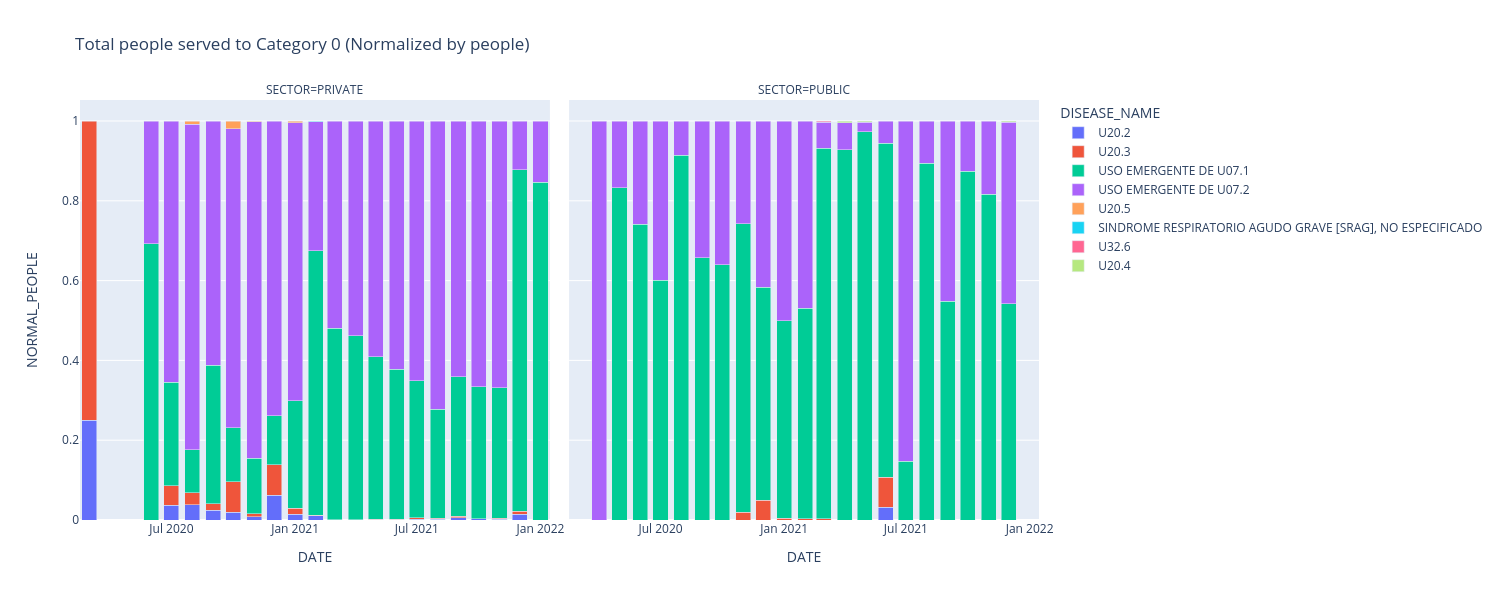 Total people served to Category 0 (Normalized by people)
SECTOR=PRIVATE
SECTOR=PUBLIC
DISEASE_NAME
U20.2
U20.3
USO EMERGENTE DE U07.1
USO EMERGENTE DE U07.2
U20.5
SINDROME RESPIRATORIO AGUDO GRAVE [SRAG], NO ESPECIFICADO
U32.6
U20.4
NORMAL_PEOPLE
1
0.8
0.6
0.4
0.2
0
Jul 2020
Jan 2021
Jul 2021
Jan 2022
Jul 2020
Jan 2021
Jul 2021
Jan 2022
DATE
DATE